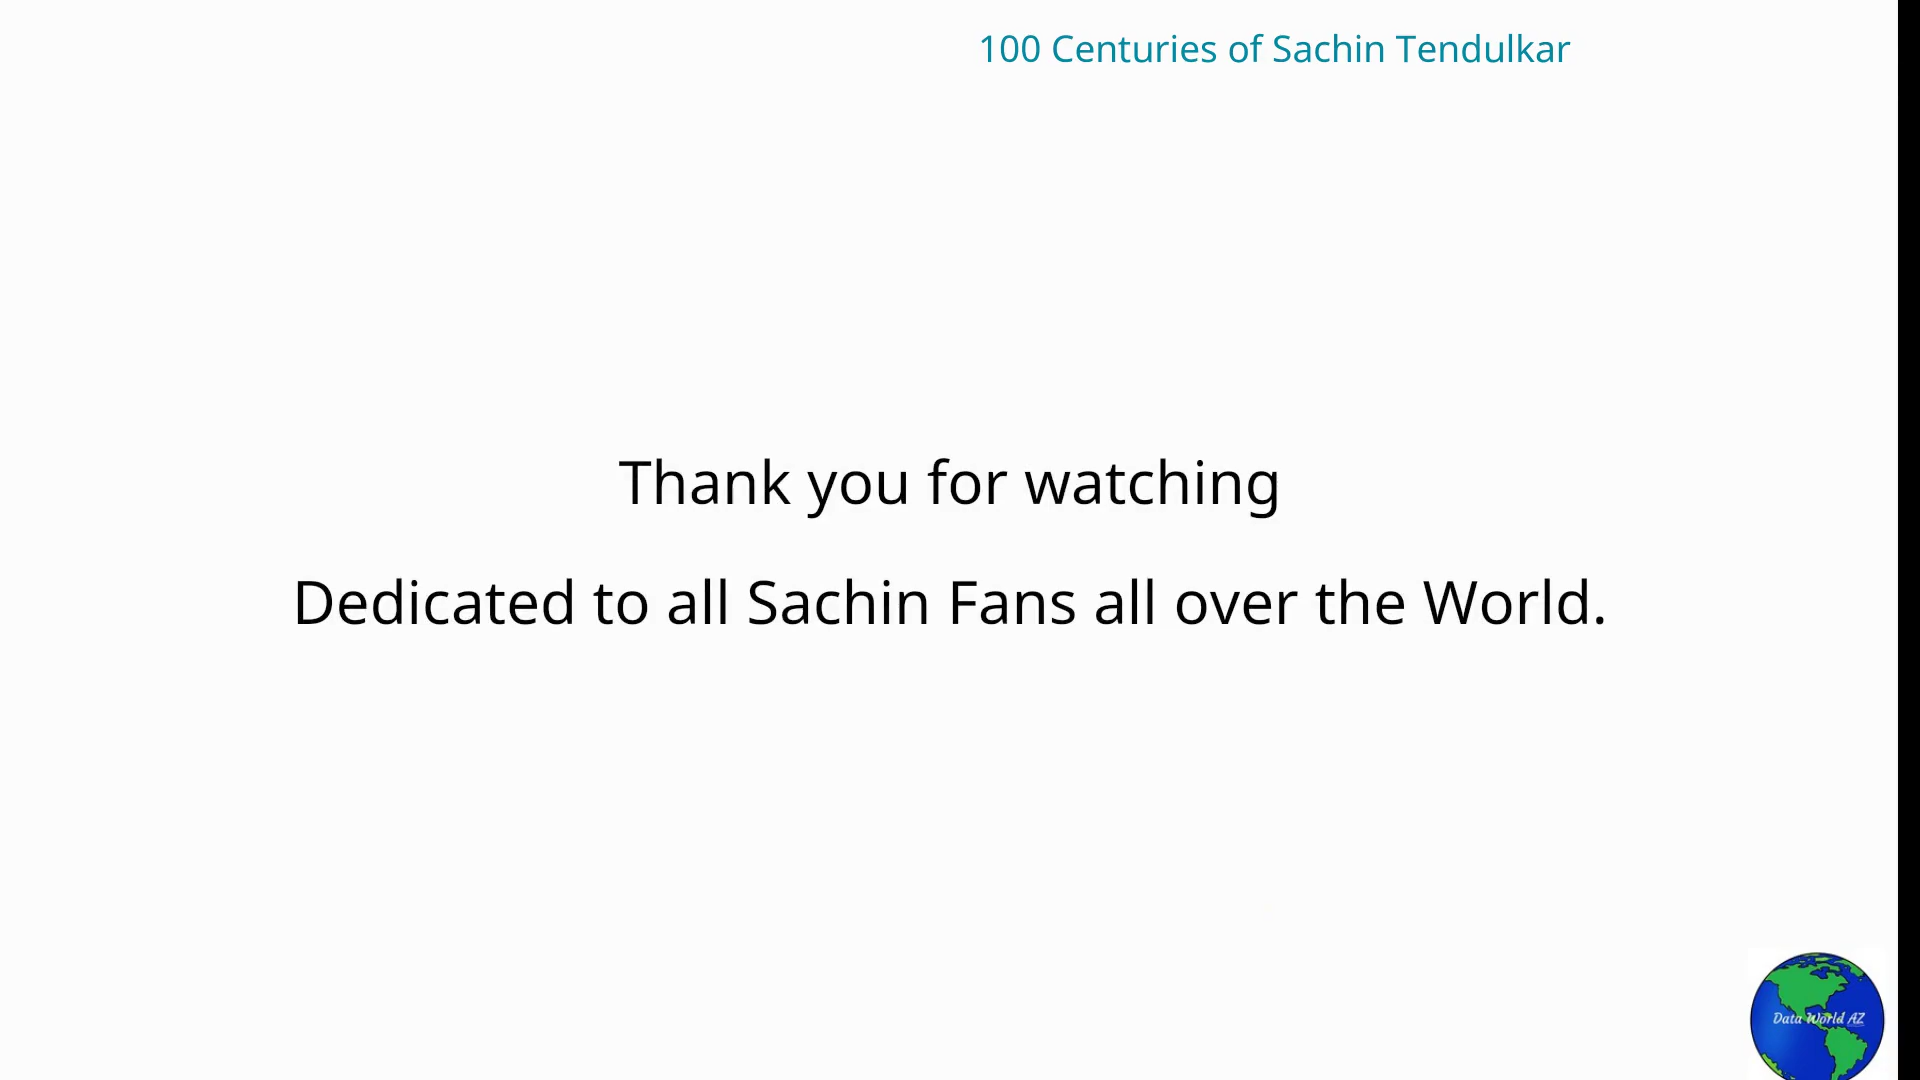 100 Centuries of Sachin Tendulkar
Thank you for watching
Dedicated to all Sachin Fans all over the World.
Data World AZ